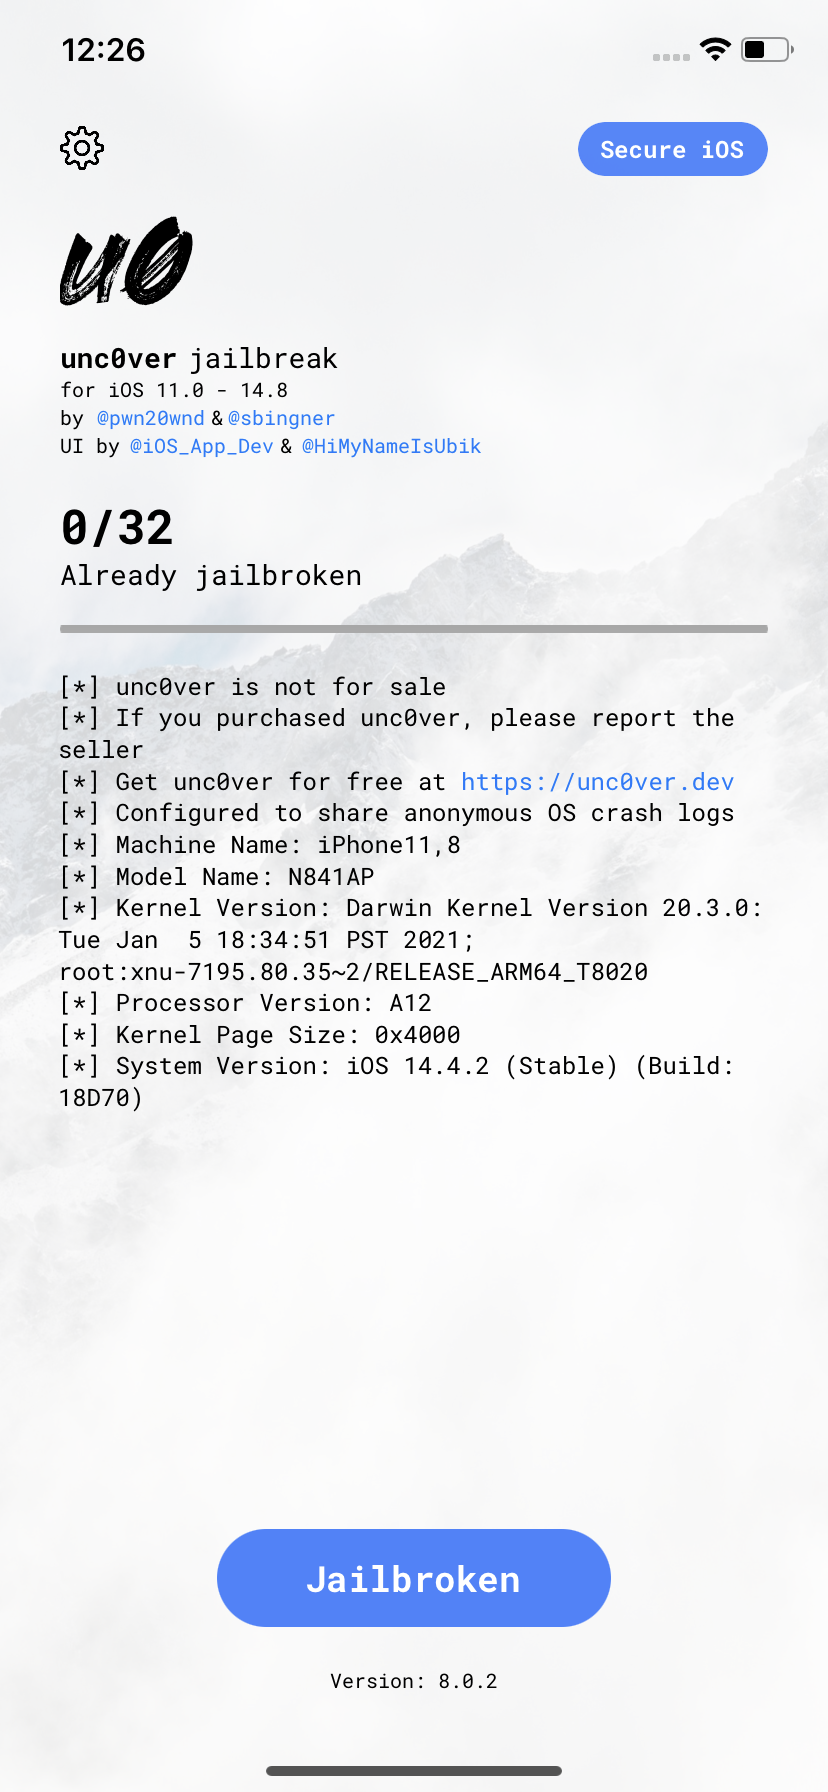 12:26
Secure iOS
u0
unc0ver jailbreak
for iOS 11.0 - 14.8
by @pwn20wnd & @sbingner
UI by @iOS_App_Dev & @HiMyNameIsUbik
0/32
Already jailbroken
[*] unc0ver is not for sale
[*] If you purchased unc0ver, please report the
seller
[*] Get unc0ver for free at https://unc0ver.dev
[*] Configured to share anonymous OS crash logs
[*] Machine Name: iPhone11,8
[*] Model Name: N841AP
[*] Kernel Version: Darwin Kernel Version 20.3.0:
Tue Jan  5 18:34:51 PST 2021;
root:xnu-7195.80.35~2/RELEASE_ARM64_T8020
[*] Processor Version: A12
[*] Kernel Page Size: 0x4000
[*] System Version: iOS 14.4.2 (Stable) (Build:
18D70)
Jailbroken
Version: 8.0.2